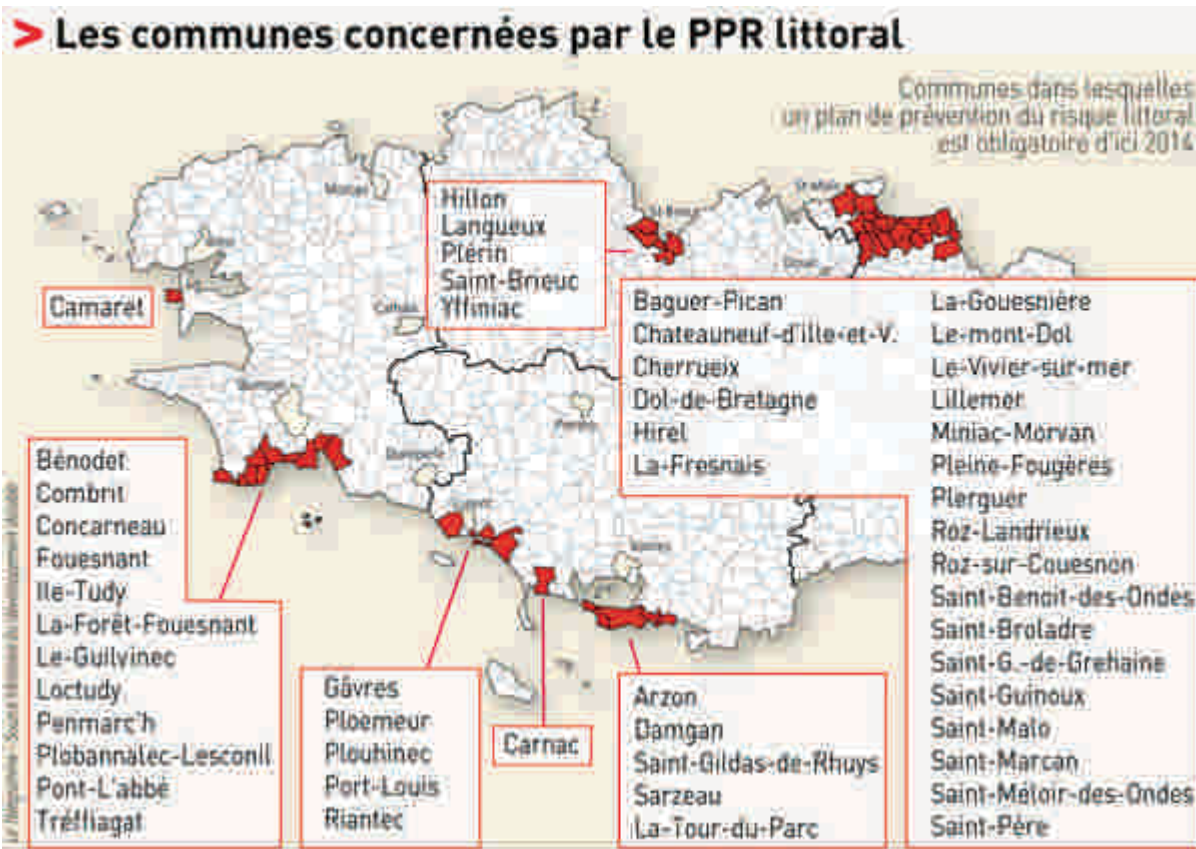 > Les communes concernées par le PPR littoral
Communes dans lesquelles
un plan de prévention du risque littoral
est obligatoire d'ici 2014
St-Malo
Morlaix
Hillon
Langueux
Plérin
Saint-Brieuc
Yffiniac
Camaret
Baguer-Pican
Chateauneuf-d'ille-et-V.
Cherrueix
Dol-de-Bretagne
Hirel
La-Fresnais
La-Gouesnière
Le-mont-Dol
Le-Vivier-sur-mer
Lillemer
Miniac-Morvan
Pleine-Fougères
Plerguer
Roz-Landrieux
Roz-sur-Couesnon
Saint-Benoit-des-Ondes
Saint-Broladre
Saint-G.-de-Grehaine
Saint-Guinoux
Saint-Malo
Saint-Marcan
Saint-Méloir-des-Ondes
Saint-Père
Bénodet
Combrit
Concarneau
Fouesnant
Ile-Tudy
La-Forêt-Fouesnant
Le-Guilvinec
Loctudy
Penmarc'h
Plobannalec-Lesconil
Pont-L'abbé
Tréffiagat
Gâvres
Ploemeur
Plouhinec
Port-Louis
Riantec
Carnac
Arzon
Damgan
Saint-Gildas-de-Rhuys
Sarzeau
La-Tour-du-Parc